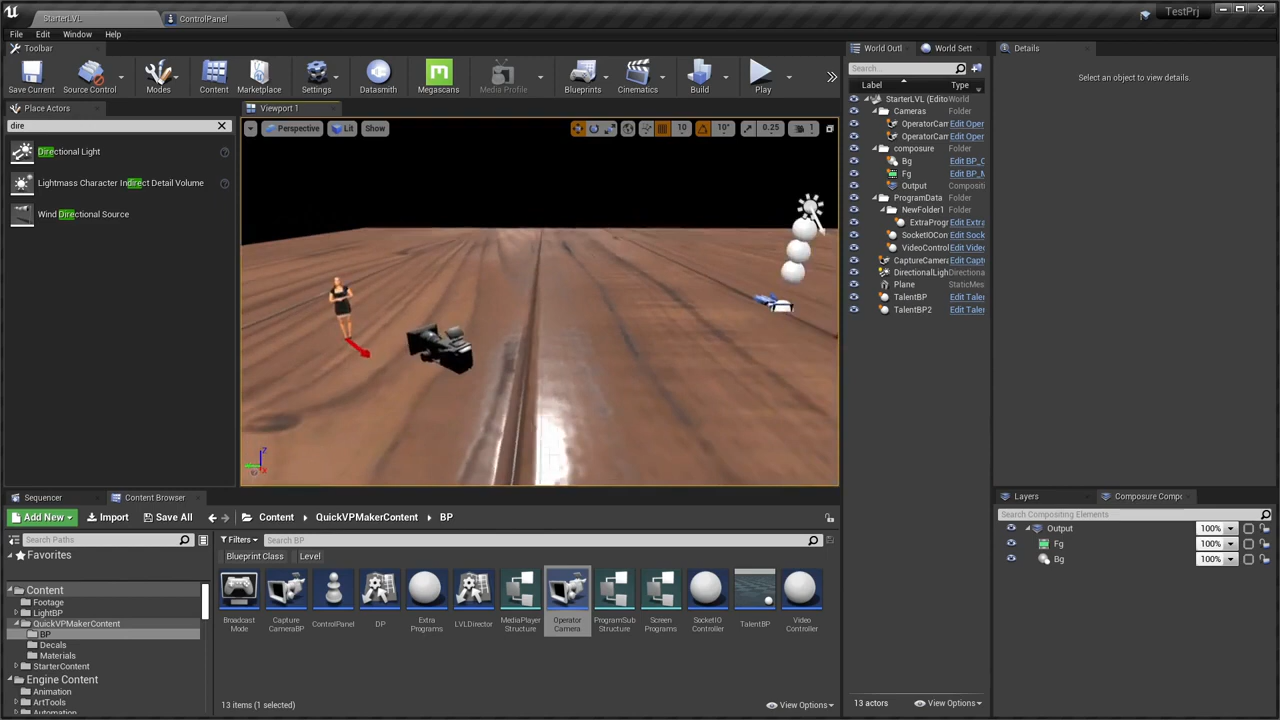 StarterLVL
ControlPanel
TestPrj
File Edit Window Help
Toolbar
Save Current
Source Control
Modes
Content
Marketplace
Settings
Datasmith
Megascans
Media Profile
Blueprints
Cinematics
Build
Play
Place Actors
dire
Directional Light
Lightmass Character Indirect Detail Volume
Wind Directional Source
Viewport 1
Perspective Lit Show 10 10° 0.25 1
World Outl World Sett
Search...
Label Type
StarterLVL (Edito World
Cameras Folder
OperatorCam Edit Oper
OperatorCam Edit Oper
composure Folder
Bg Edit BP_C
Fg Edit BP_M
Output Composit
ProgramData Folder
NewFolder1 Folder
ExtraProgr Edit Extra
SocketIOCon Edit Sock
VideoControl Edit Video
CaptureCamera Edit Captu
DirectionalLigh Directiona
Plane StaticMes
TalentBP Edit Tale
TalentBP2 Edit Tale
13 actors View Options
Details
Select an object to view details.
Layers Composure Compo
Search Compositing Elements
Output 100%
Fg 100%
Bg 100%
Sequencer Content Browser
Add New Import Save All Content QuickVPMakerContent BP
Search Paths
Favorites
Content
Footage
LightBP
QuickVPMakerContent
BP
Decals
Materials
StarterContent
Engine Content
Animation
ArtTools
Automation
Filters Search BP
Blueprint Class Level
Broadcast Mode
Capture CameraBP
ControlPanel
DP
Extra Programs
LVLDirector
MediaPlayer Structure
Operator Camera
ProgramSub Structure
Screen Programs
SocketIO Controller
TalentBP
Video Controller
13 items (1 selected) View Options